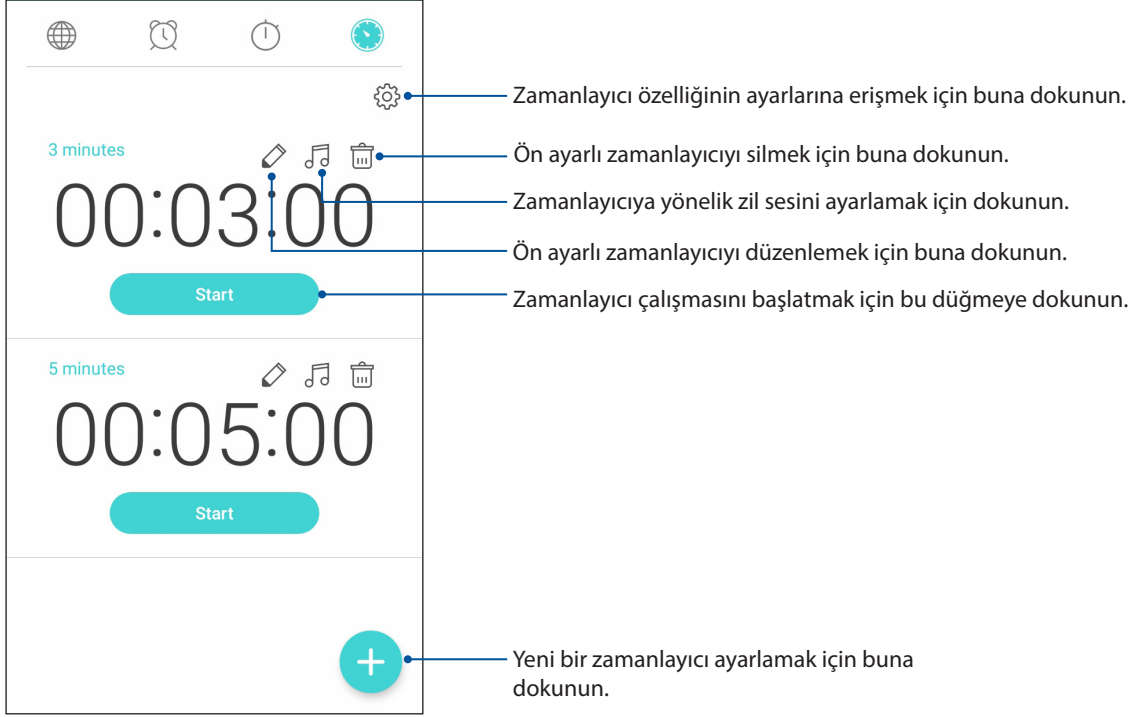 Zamanlayıcı özelliğinin ayarlarına erişmek için buna dokunun.
3 minutes
Ön ayarlı zamanlayıcıyı silmek için buna dokunun.
00:03:00
Zamanlayıcıya yönelik zil sesini ayarlamak için dokunun.
Ön ayarlı zamanlayıcıyı düzenlemek için buna dokunun.
Start
Zamanlayıcı çalışmasını başlatmak için bu düğmeye dokunun.
5 minutes
00:05:00
Start
Yeni bir zamanlayıcı ayarlamak için buna
dokunun.